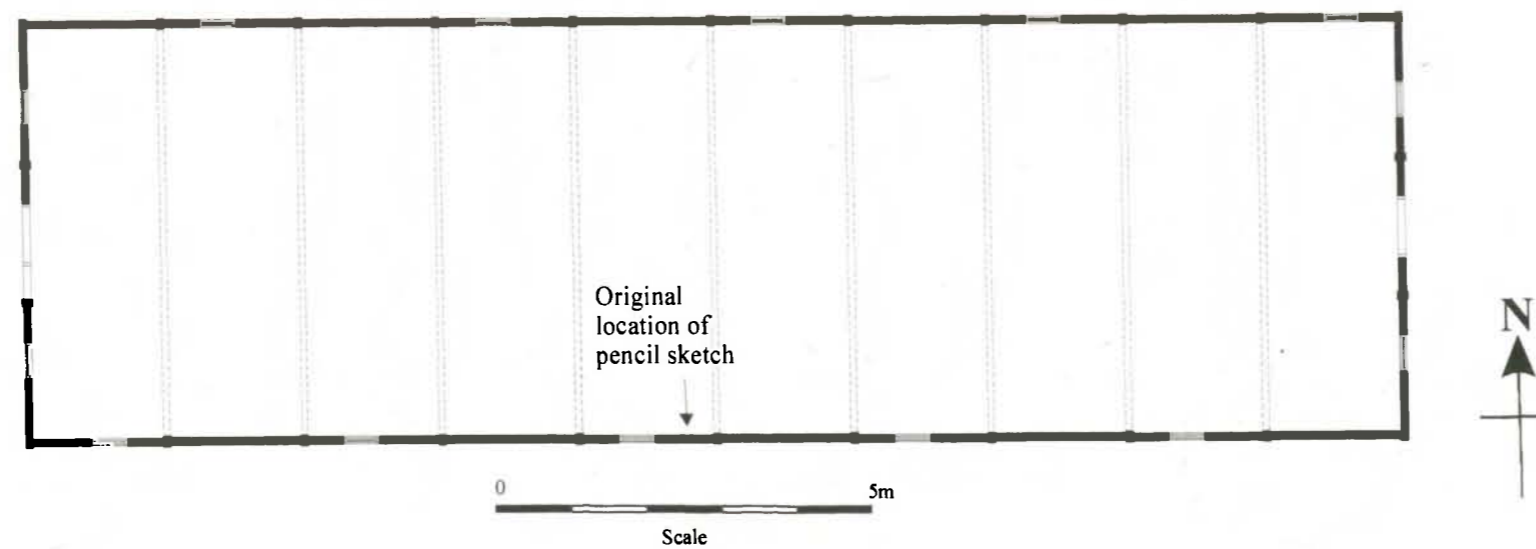 Original
location of
pencil sketch
N
0 5m
Scale